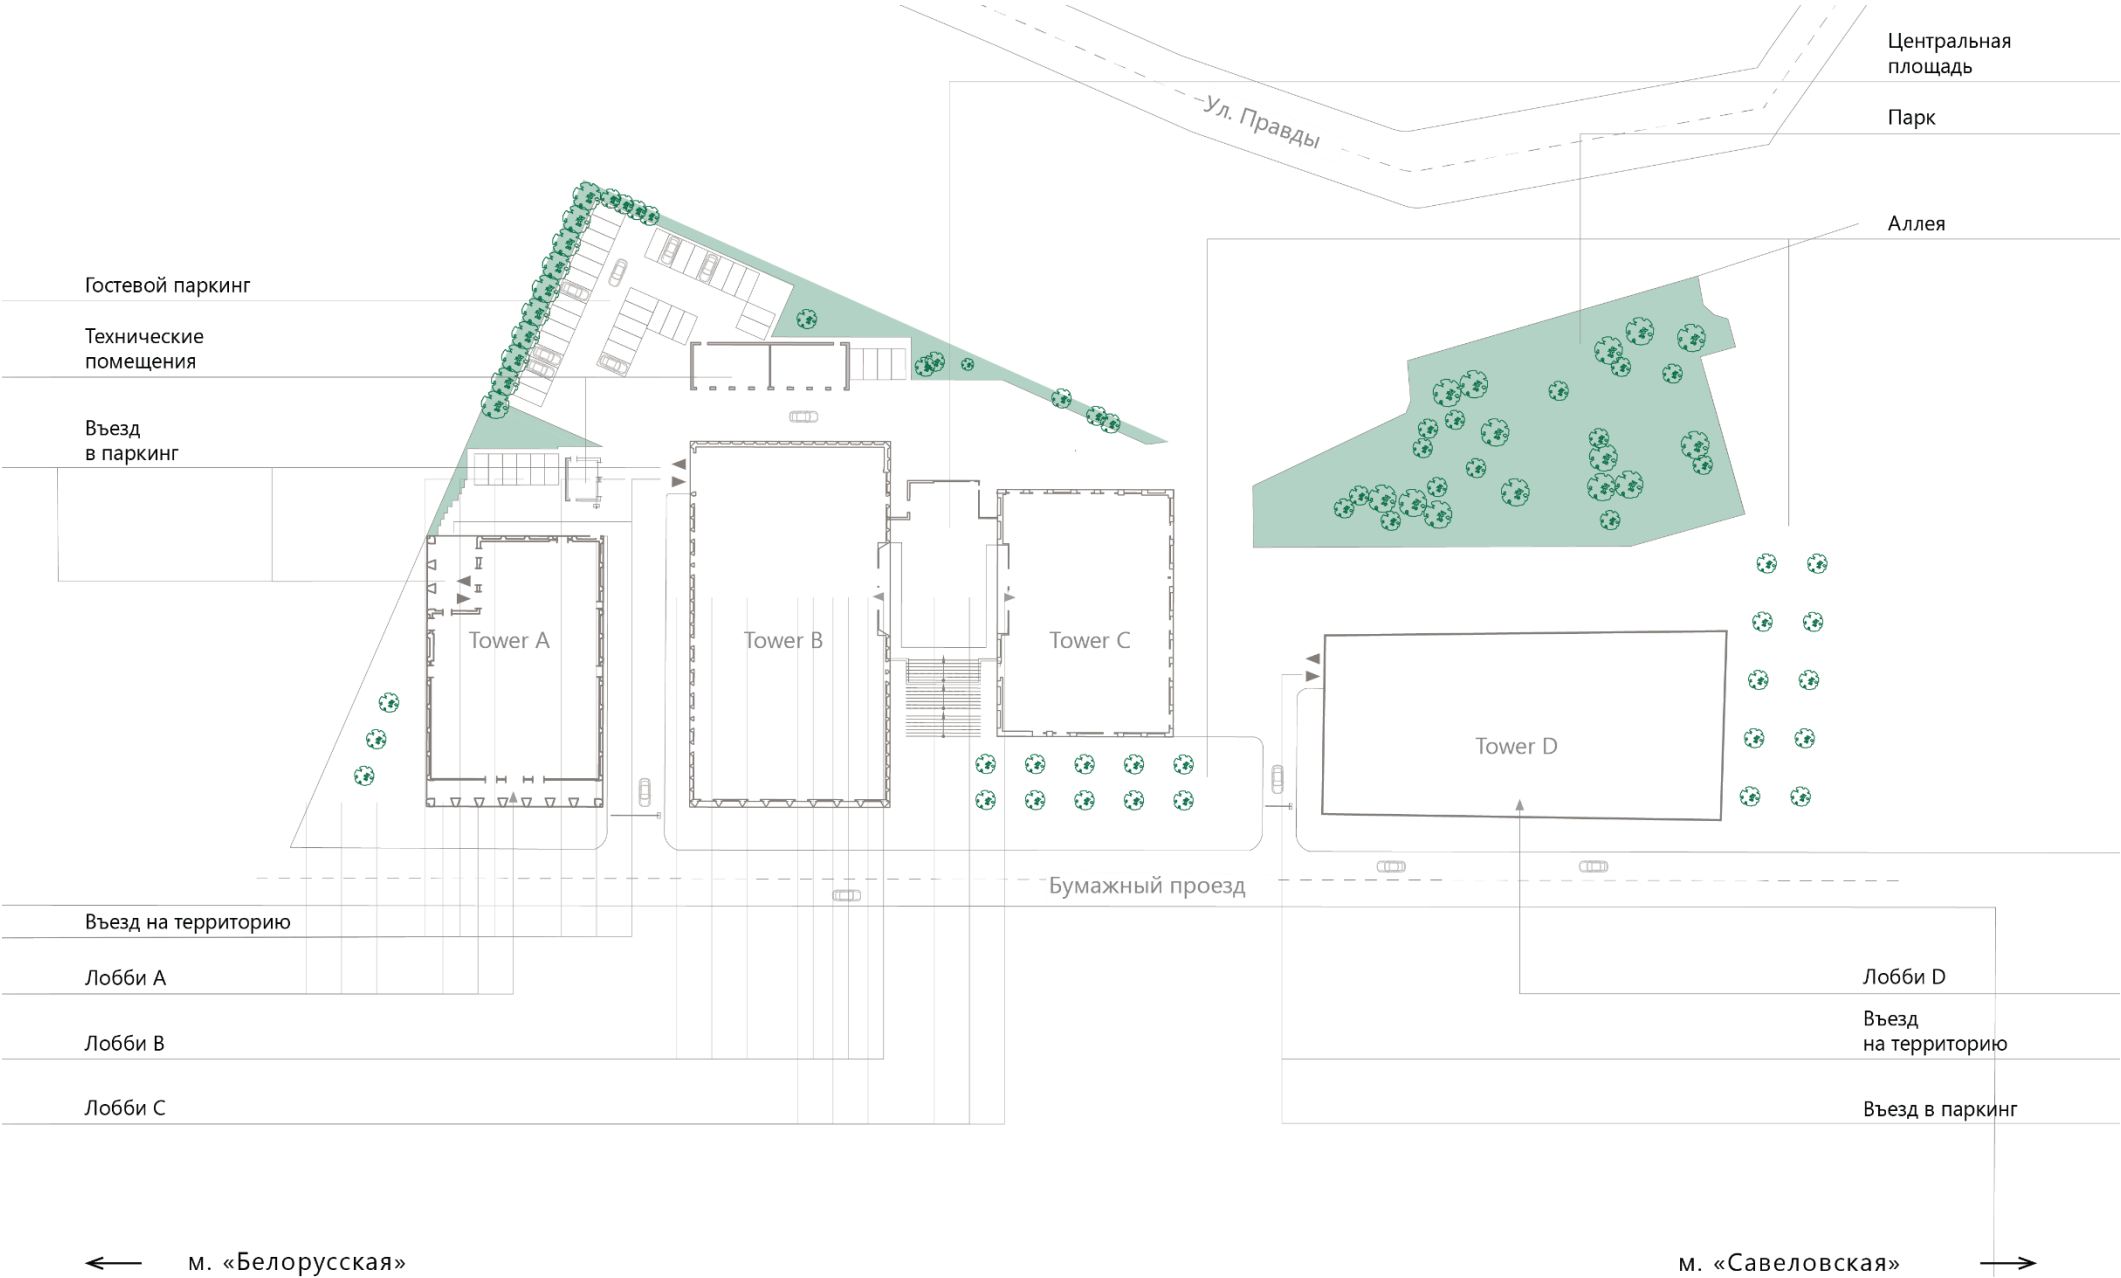 Центральная
площадь
Ул. Правды
Парк
Аллея
Гостевой паркинг
Технические
помещения
Въезд
в паркинг
Tower A
Tower B
Tower C
Tower D
Бумажный проезд
Въезд на территорию
Лобби A
Лобби B
Лобби C
Лобби D
Въезд
на территорию
Въезд в паркинг
м. «Белорусская»
м. «Савеловская»